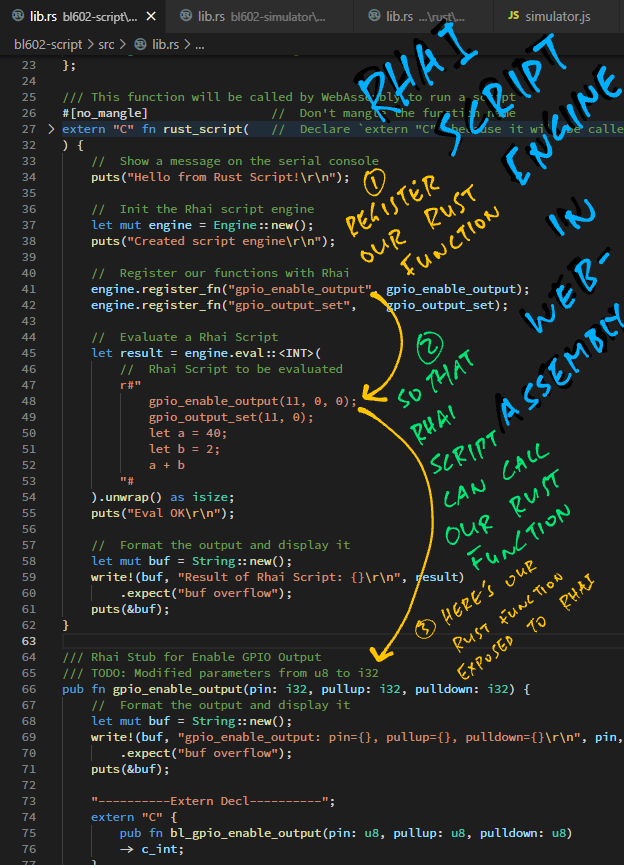 lib.rs bl602-script\... lib.rs bl602-simulator\... lib.rs ...\rust\... JS simulator.js
bl602-script > src > lib.rs > ...
23 };
24
25 /// This function will be called by WebAssembly to run a script
26 #[no_mangle] // Don't mangle the function name
27 extern "C" fn rust_script( // Declare `extern "C"` because it will be calle
32 ) {
33 // Show a message on the serial console
34 puts("Hello from Rust Script!\r\n");
35
36 // Init the Rhai script engine
37 let mut engine = Engine::new();
38 puts("Created script engine\r\n");
39
40 // Register our functions with Rhai
41 engine.register_fn("gpio_enable_output", gpio_enable_output);
42 engine.register_fn("gpio_output_set", gpio_output_set);
43
44 // Evaluate a Rhai Script
45 let result = engine.eval::<INT>(
46 // Rhai Script to be evaluated
47 r#"
48 gpio_enable_output(11, 0, 0);
49 gpio_output_set(11, 0);
50 let a = 40;
51 let b = 2;
52 a + b
53 "#
54 ).unwrap() as isize;
55 puts("Eval OK\r\n");
56
57 // Format the output and display it
58 let mut buf = String::new();
59 write!(buf, "Result of Rhai Script: {}\r\n", result)
60 .expect("buf overflow");
61 puts(&buf);
62 }
63
64 /// Rhai Stub for Enable GPIO Output
65 /// TODO: Modified parameters from u8 to i32
66 pub fn gpio_enable_output(pin: i32, pullup: i32, pulldown: i32) {
67 // Format the output and display it
68 let mut buf = String::new();
69 write!(buf, "gpio_enable_output: pin={}, pullup={}, pulldown={}\r\n", pin,
70 .expect("buf overflow");
71 puts(&buf);
72
73 "----------Extern Decl----------";
74 extern "C" {
75 pub fn bl_gpio_enable_output(pin: u8, pullup: u8, pulldown: u8)
76 -> c_int;
77 }
RHAI
SCRIPT
ENGINE
IN
WEB-
ASSEMBLY
1
REGISTER
OUR RUST
FUNCTION
2
SO THAT
RHAI
SCRIPT
CAN CALL
OUR RUST
FUNCTION
3 HERE'S OUR
RUST FUNCTION
EXPOSED TO RHAI